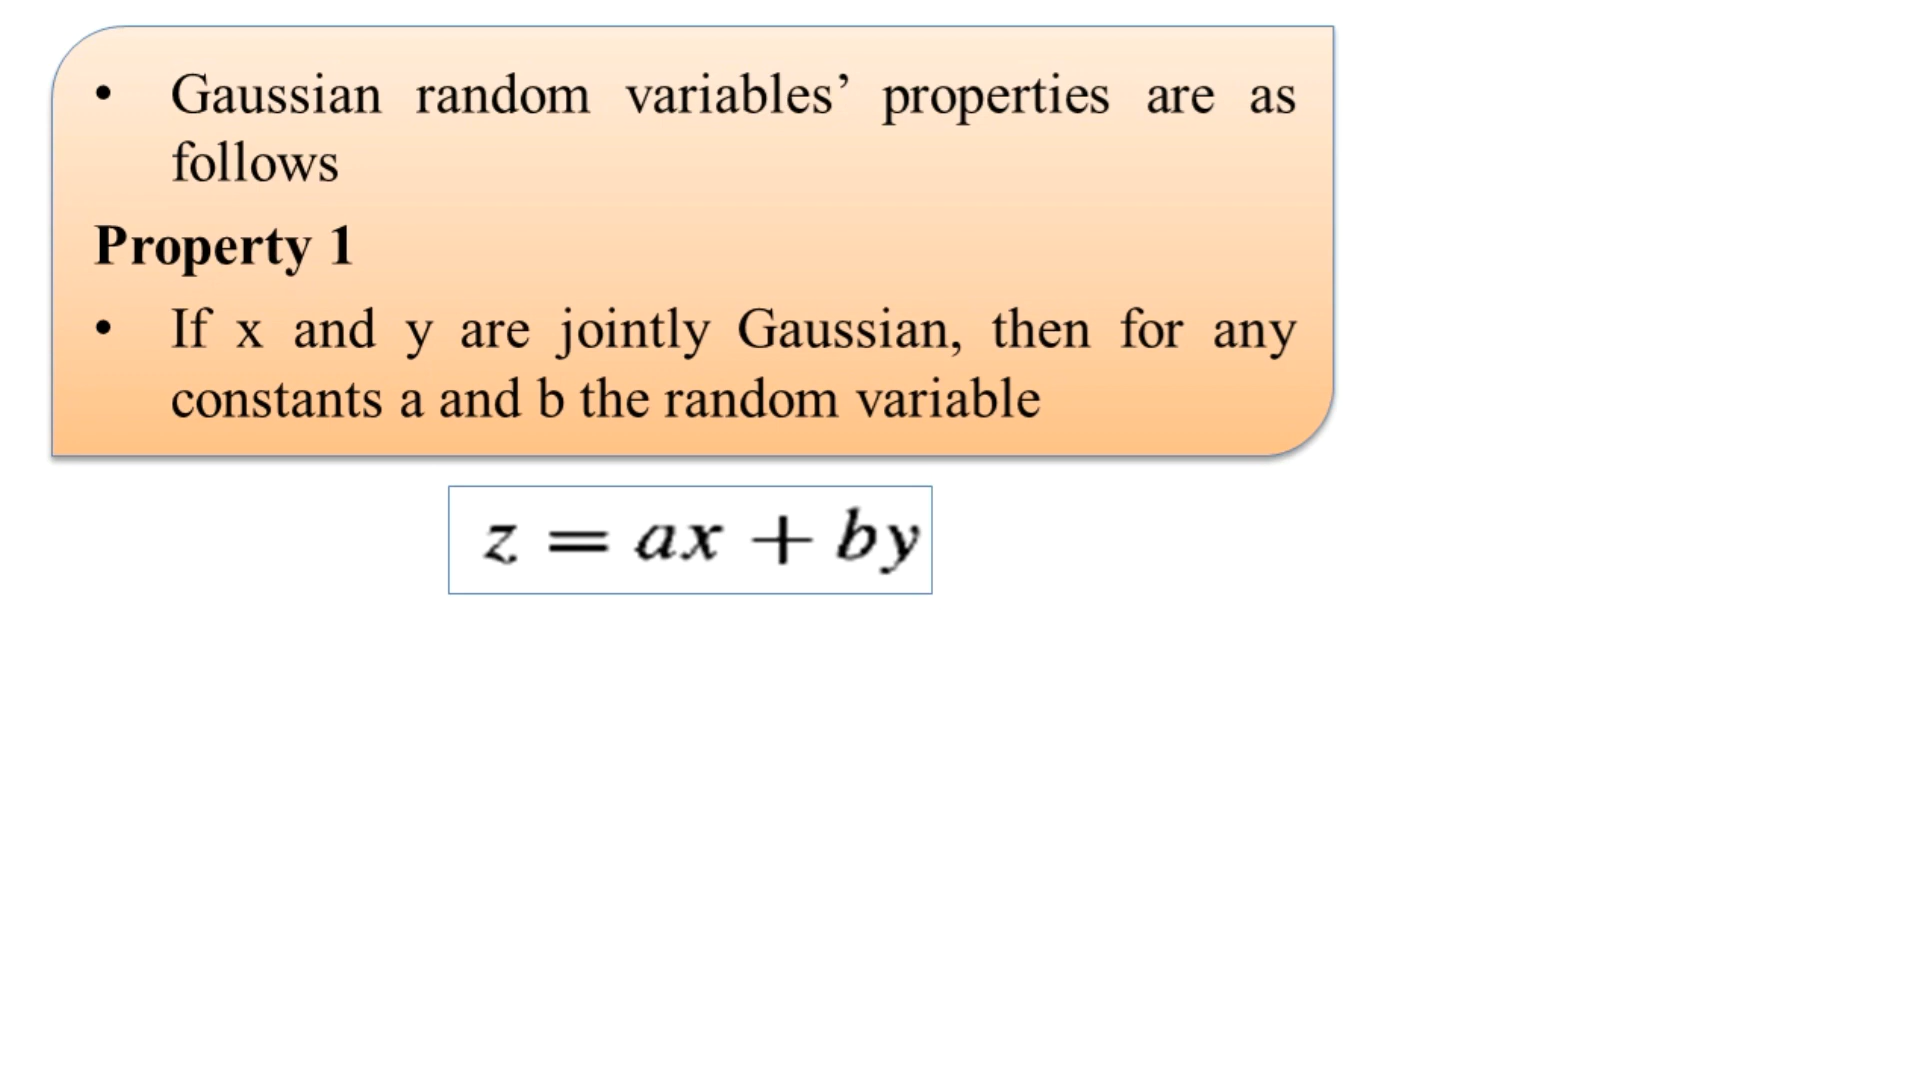 • Gaussian random variables’ properties are as
follows
Property 1
• If x and y are jointly Gaussian, then for any
constants a and b the random variable
z = ax + by